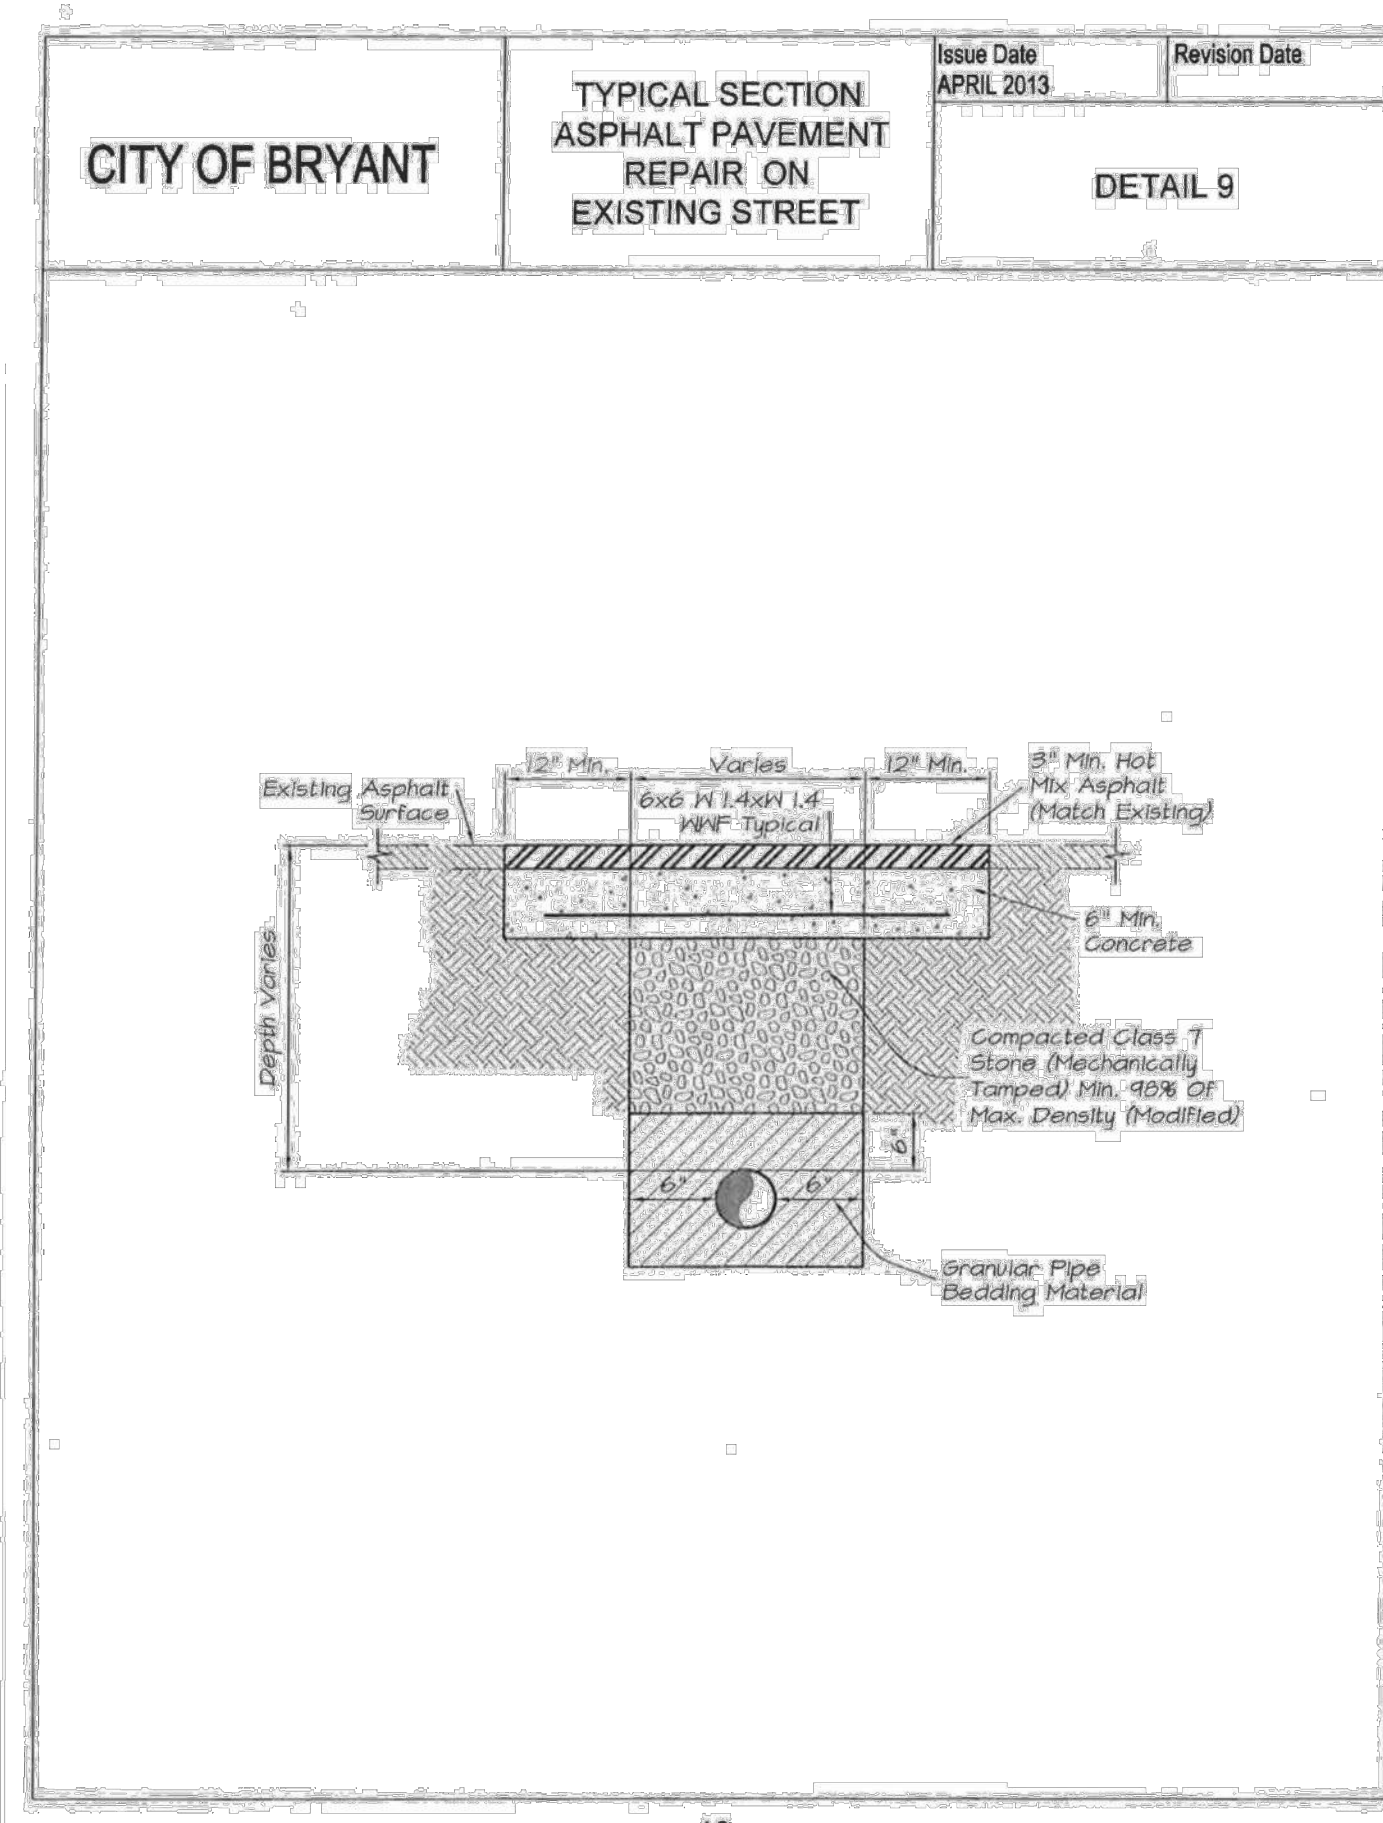 CITY OF BRYANT
TYPICAL SECTION
ASPHALT PAVEMENT
REPAIR ON
EXISTING STREET
Issue Date
APRIL 2013
Revision Date
DETAIL 9
12" Min.
Varies
12" Min.
3" Min. Hot
Mix Asphalt
(Match Existing)
Existing Asphalt
Surface
6x6 W 1.4xW 1.4
WWF Typical
6" Min.
Concrete
Depth Varies
Compacted Class 7
Stone (Mechanically
Tamped) Min. 98% Of
Max. Density (Modified)
6"
6"
6"
Granular Pipe
Bedding Material